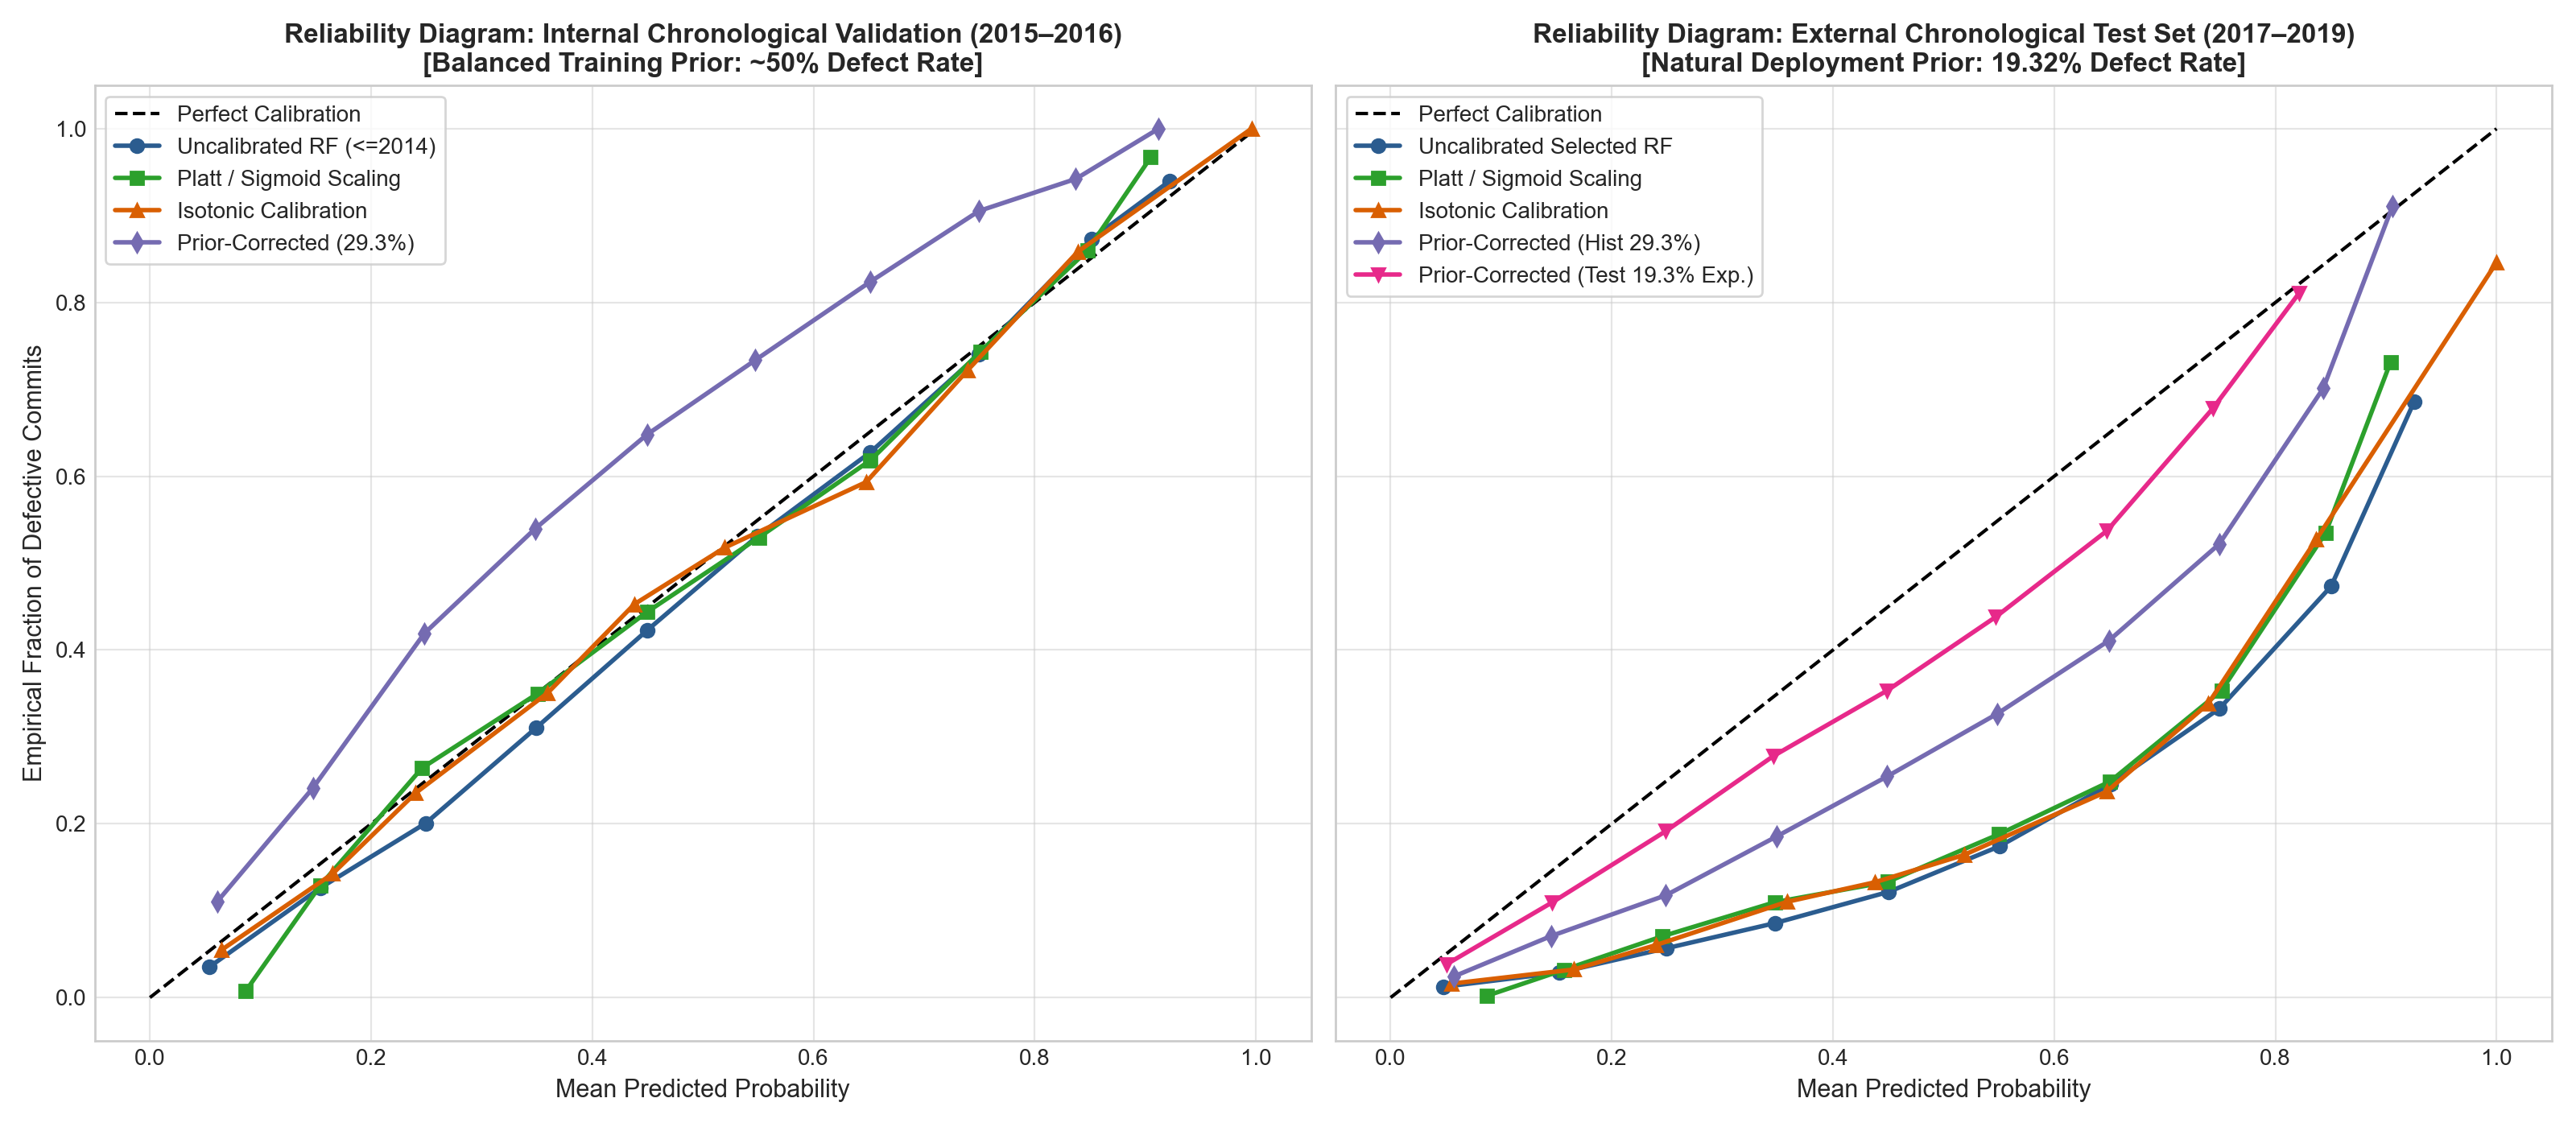 Reliability Diagram: Internal Chronological Validation (2015–2016)
[Balanced Training Prior: ~50% Defect Rate]
Perfect Calibration
Uncalibrated RF (<=2014)
Platt / Sigmoid Scaling
Isotonic Calibration
Prior-Corrected (29.3%)
Empirical Fraction of Defective Commits
1.0
0.8
0.6
0.4
0.2
0.0
0.0 0.2 0.4 0.6 0.8 1.0
Mean Predicted Probability
Reliability Diagram: External Chronological Test Set (2017–2019)
[Natural Deployment Prior: 19.32% Defect Rate]
Perfect Calibration
Uncalibrated Selected RF
Platt / Sigmoid Scaling
Isotonic Calibration
Prior-Corrected (Hist 29.3%)
Prior-Corrected (Test 19.3% Exp.)
0.0 0.2 0.4 0.6 0.8 1.0
Mean Predicted Probability